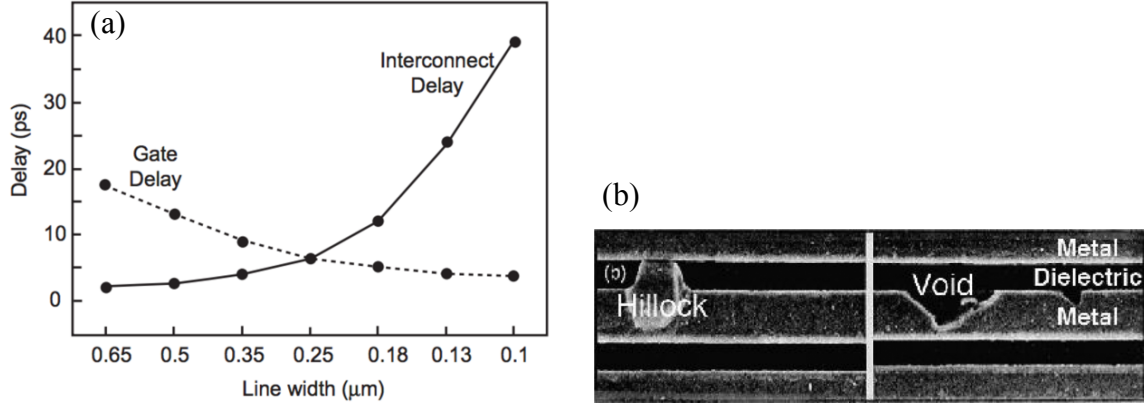 (a)
Interconnect
Delay
Gate
Delay
Delay (ps)
40
30
20
10
0
0.65 0.5 0.35 0.25 0.18 0.13 0.1
Line width (μm)
(b)
(b)
Hillock
Void
Metal
Dielectric
Metal